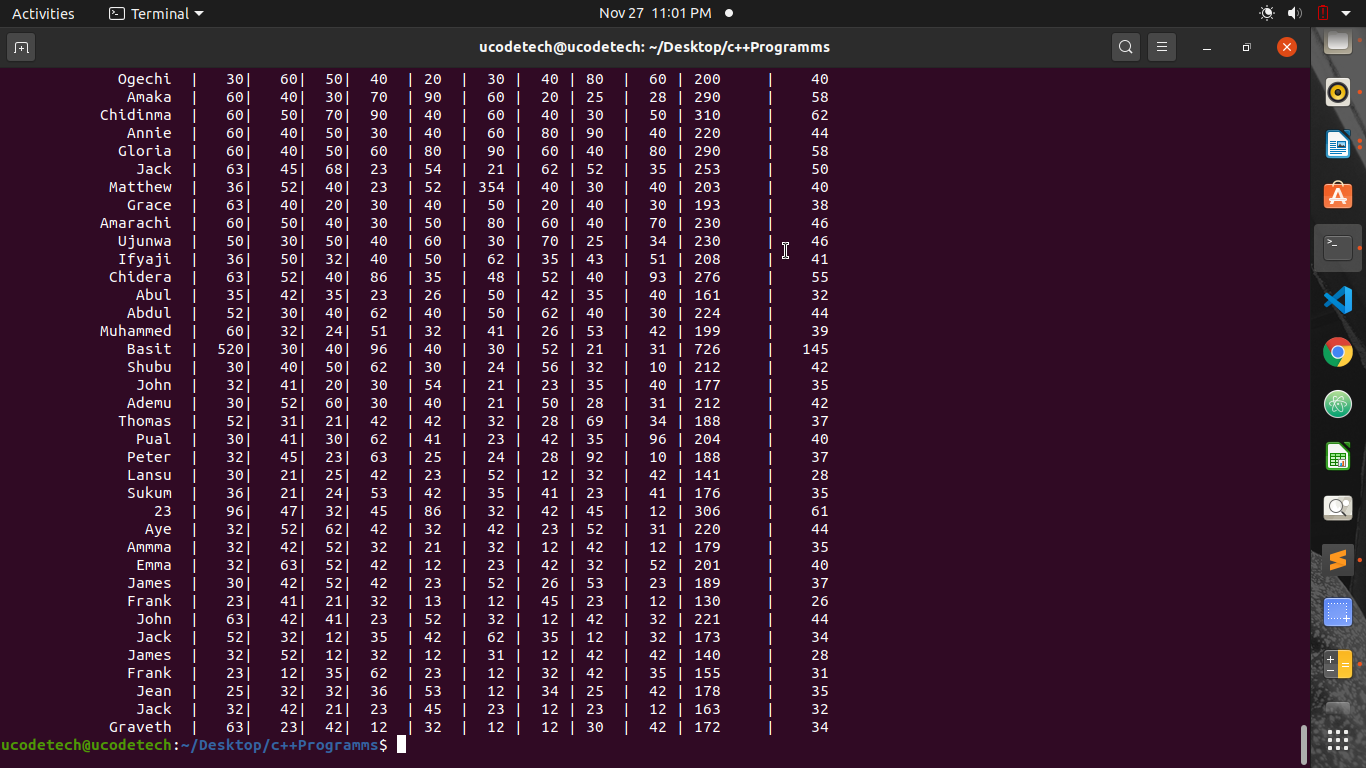 Activities Terminal Nov 27 11:01 PM
ucodetech@ucodetech: ~/Desktop/c++Programms
Ogechi | 30| 60| 50| 40 | 20 | 30 | 40 | 80 | 60 | 200 | 40
Amaka | 60| 40| 30| 70 | 90 | 60 | 20 | 25 | 28 | 290 | 58
Chidinma | 60| 50| 70| 90 | 40 | 60 | 40 | 30 | 50 | 310 | 62
Annie | 60| 40| 50| 30 | 40 | 60 | 80 | 90 | 40 | 220 | 44
Gloria | 60| 40| 50| 60 | 80 | 90 | 60 | 40 | 80 | 290 | 58
Jack | 63| 45| 68| 23 | 54 | 21 | 62 | 52 | 35 | 253 | 50
Matthew | 36| 52| 40| 23 | 52 | 354 | 40 | 30 | 40 | 203 | 40
Grace | 63| 40| 20| 30 | 40 | 50 | 20 | 40 | 30 | 193 | 38
Amarachi | 60| 50| 40| 30 | 50 | 80 | 60 | 40 | 70 | 230 | 46
Ujunwa | 50| 30| 50| 40 | 60 | 30 | 70 | 25 | 34 | 230 | 46
Ifyaji | 36| 50| 32| 40 | 50 | 62 | 35 | 43 | 51 | 208 | 41
Chidera | 63| 52| 40| 86 | 35 | 48 | 52 | 40 | 93 | 276 | 55
Abul | 35| 42| 35| 23 | 26 | 50 | 42 | 35 | 40 | 161 | 32
Abdul | 52| 30| 40| 62 | 40 | 50 | 62 | 40 | 30 | 224 | 44
Muhammed | 60| 32| 24| 51 | 32 | 41 | 26 | 53 | 42 | 199 | 39
Basit | 520| 30| 40| 96 | 40 | 30 | 52 | 21 | 31 | 726 | 145
Shubu | 30| 40| 50| 62 | 30 | 24 | 56 | 32 | 10 | 212 | 42
John | 32| 41| 20| 30 | 54 | 21 | 23 | 35 | 40 | 177 | 35
Ademu | 30| 52| 60| 30 | 40 | 21 | 50 | 28 | 31 | 212 | 42
Thomas | 52| 31| 21| 42 | 42 | 32 | 28 | 69 | 34 | 188 | 37
Pual | 30| 41| 30| 62 | 41 | 23 | 42 | 35 | 96 | 204 | 40
Peter | 32| 45| 23| 63 | 25 | 24 | 28 | 92 | 10 | 188 | 37
Lansu | 30| 21| 25| 42 | 23 | 52 | 12 | 32 | 42 | 141 | 28
Sukum | 36| 21| 24| 53 | 42 | 35 | 41 | 23 | 41 | 176 | 35
23 | 96| 47| 32| 45 | 86 | 32 | 42 | 45 | 12 | 306 | 61
Aye | 32| 52| 62| 42 | 32 | 42 | 23 | 52 | 31 | 220 | 44
Ammma | 32| 42| 52| 32 | 21 | 32 | 12 | 42 | 12 | 179 | 35
Emma | 32| 63| 52| 42 | 12 | 23 | 42 | 32 | 52 | 201 | 40
James | 30| 42| 52| 42 | 23 | 52 | 26 | 53 | 23 | 189 | 37
Frank | 23| 41| 21| 32 | 13 | 12 | 45 | 23 | 12 | 130 | 26
John | 63| 42| 41| 23 | 52 | 32 | 12 | 42 | 32 | 221 | 44
Jack | 52| 32| 12| 35 | 42 | 62 | 35 | 12 | 32 | 173 | 34
James | 32| 52| 12| 32 | 12 | 31 | 12 | 42 | 42 | 140 | 28
Frank | 23| 12| 35| 62 | 23 | 12 | 32 | 42 | 35 | 155 | 31
Jean | 25| 32| 32| 36 | 53 | 12 | 34 | 25 | 42 | 178 | 35
Jack | 32| 42| 21| 23 | 45 | 23 | 12 | 23 | 12 | 163 | 32
Graveth | 63| 23| 42| 12 | 32 | 12 | 12 | 30 | 42 | 172 | 34
ucodetech@ucodetech:~/Desktop/c++Programms$